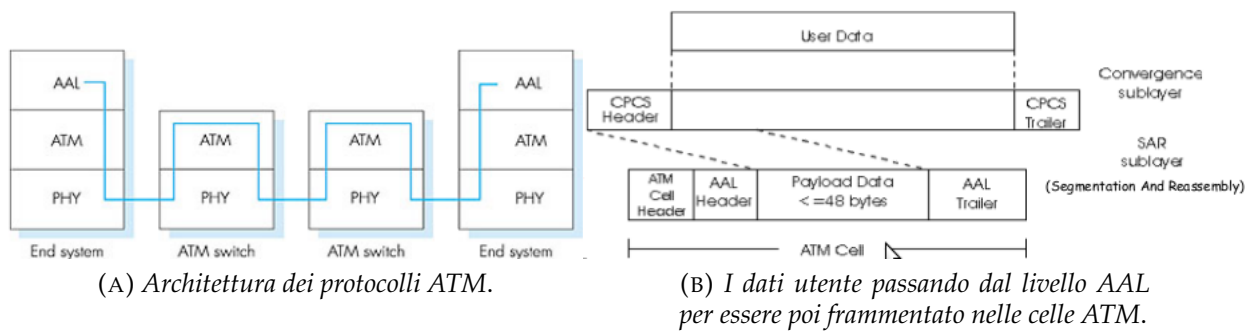 AAL
ATM
PHY
End system
ATM
PHY
ATM switch
ATM
PHY
ATM switch
AAL
ATM
PHY
End system
(A) Architettura dei protocolli ATM.
User Data
Convergence
sublayer
CPCS
Header
CPCS
Trailer
SAR
sublayer
(Segmentation And Reassembly)
ATM
Cell
Header
AAL
Header
Payload Data
<=48 bytes
AAL
Trailer
ATM Cell
(B) I dati utente passando dal livello AAL
per essere poi frammentato nelle celle ATM.